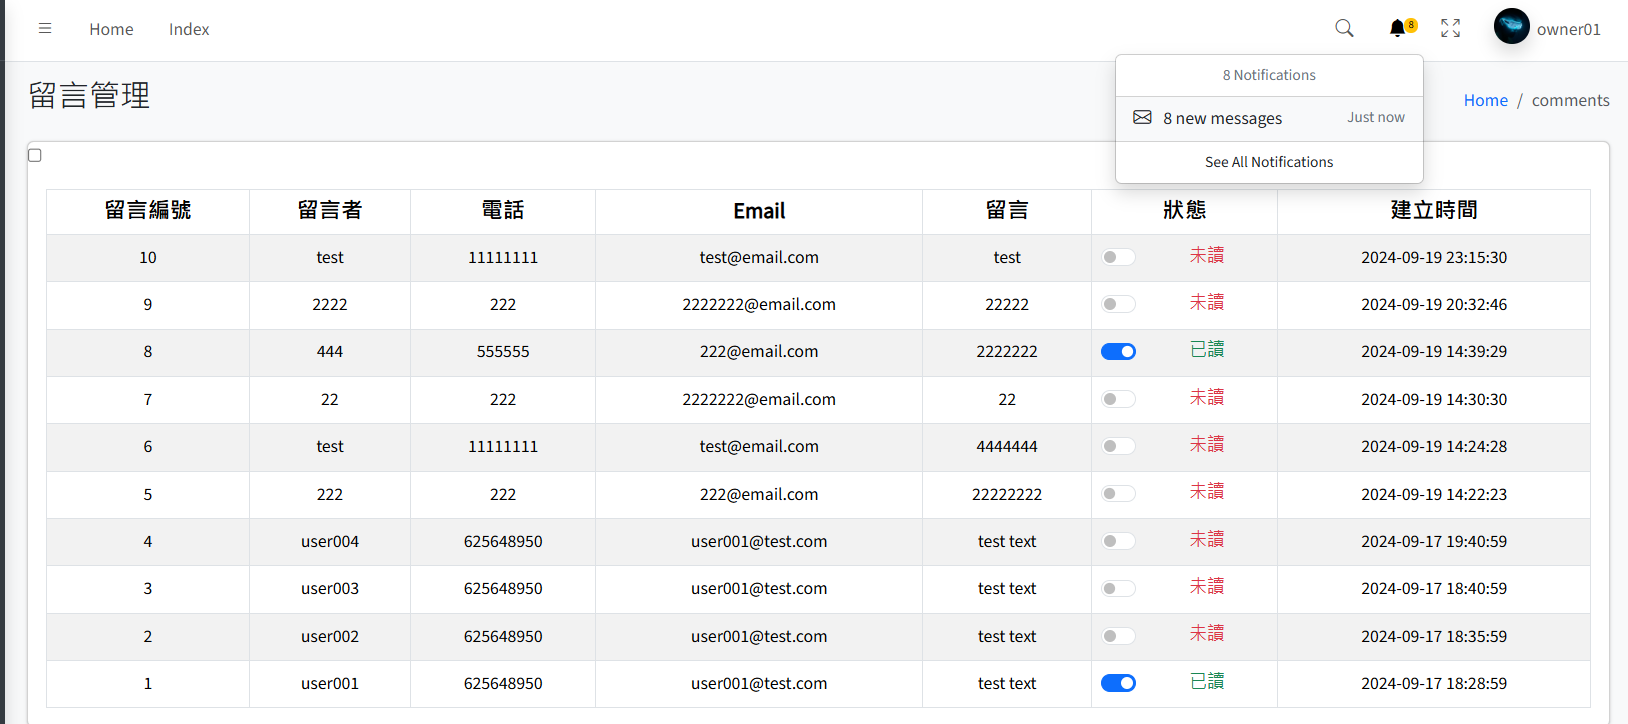 Home Index 8 owner01
8 Notifications
留言管理
Home / comments
8 new messages Just now
See All Notifications
留言編號 留言者 電話 Email 留言 狀態 建立時間
10 test 11111111 test@email.com test 未讀 2024-09-19 23:15:30
9 2222 222 2222222@email.com 22222 未讀 2024-09-19 20:32:46
8 444 555555 222@email.com 2222222 已讀 2024-09-19 14:39:29
7 22 222 2222222@email.com 22 未讀 2024-09-19 14:30:30
6 test 11111111 test@email.com 4444444 未讀 2024-09-19 14:24:28
5 222 222 222@email.com 22222222 未讀 2024-09-19 14:22:23
4 user004 625648950 user001@test.com test text 未讀 2024-09-17 19:40:59
3 user003 625648950 user001@test.com test text 未讀 2024-09-17 18:40:59
2 user002 625648950 user001@test.com test text 未讀 2024-09-17 18:35:59
1 user001 625648950 user001@test.com test text 已讀 2024-09-17 18:28:59